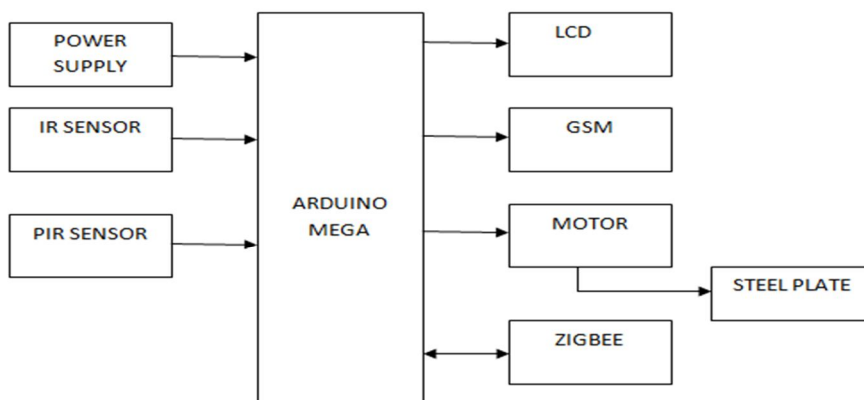 POWER
SUPPLY
IR SENSOR
PIR SENSOR
ARDUINO
MEGA
LCD
GSM
MOTOR
STEEL PLATE
ZIGBEE